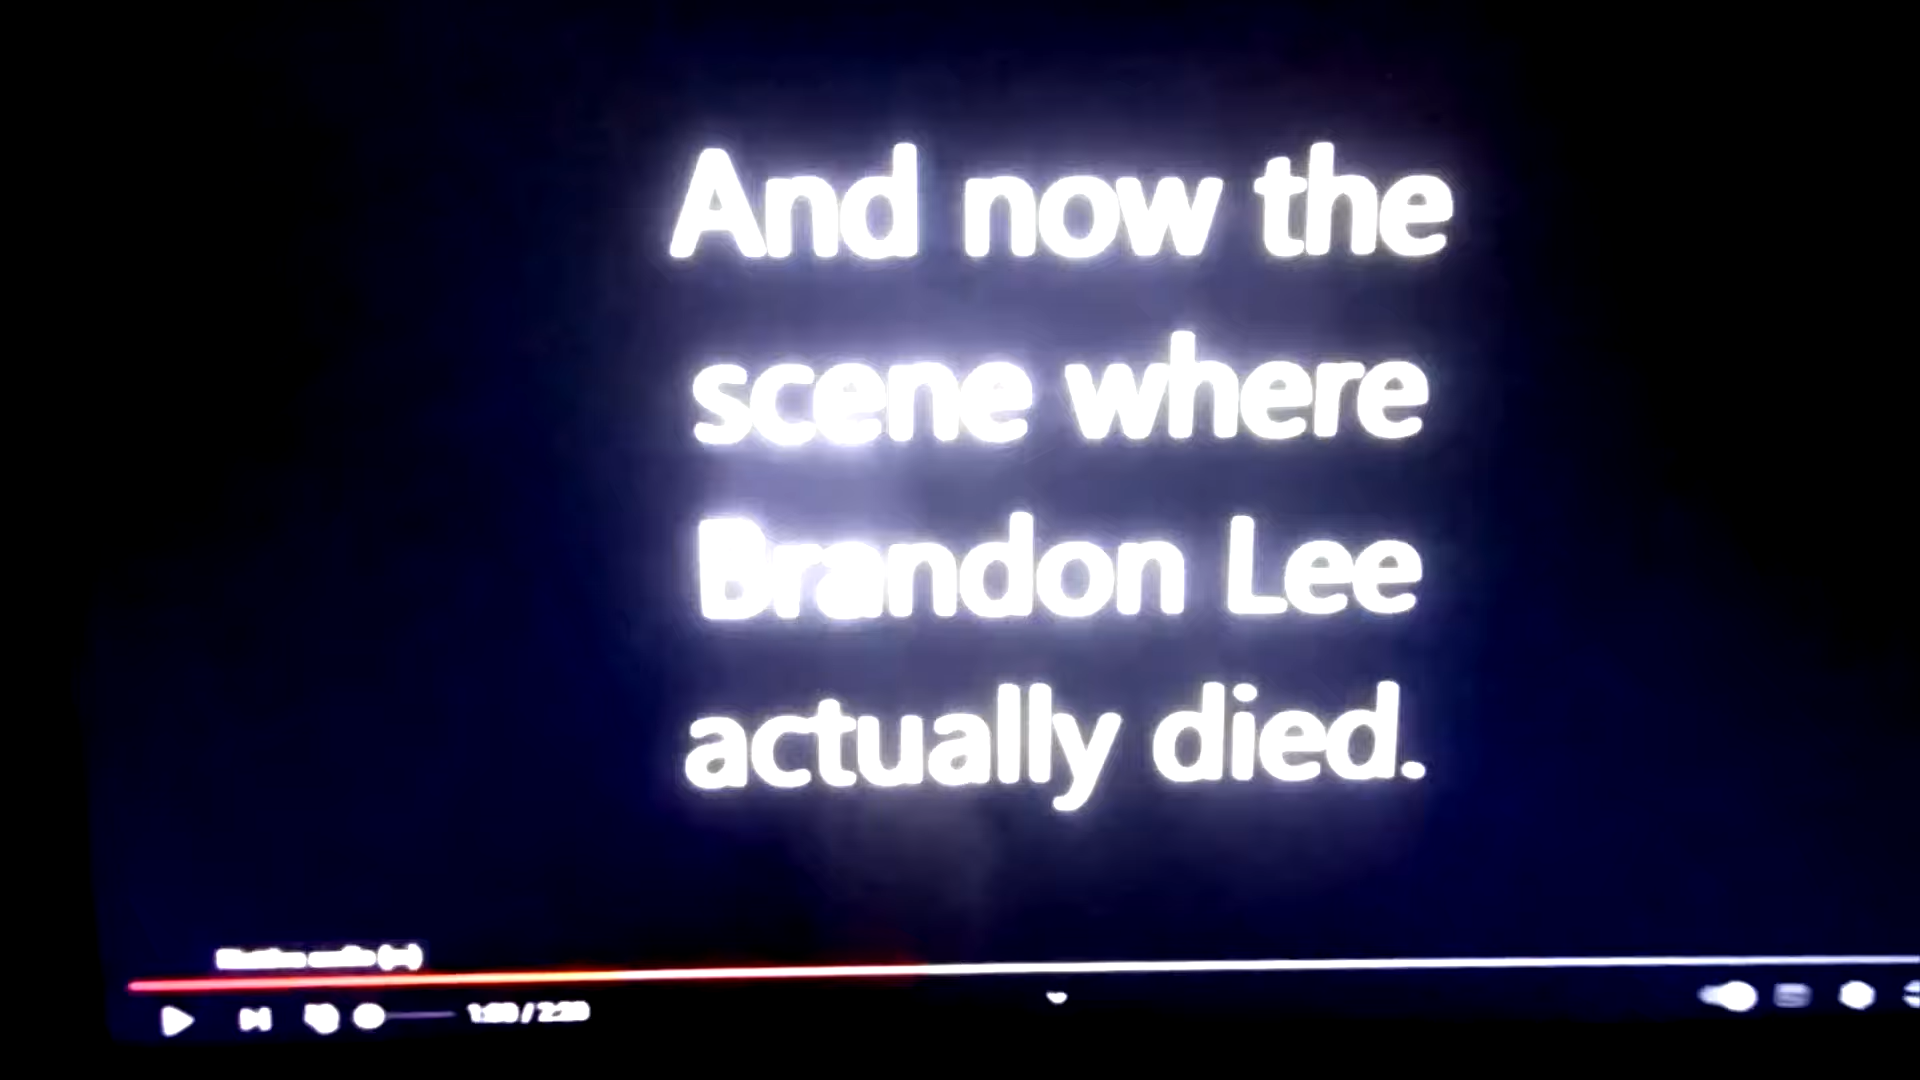 And now the
scene where
Brandon Lee
actually died.